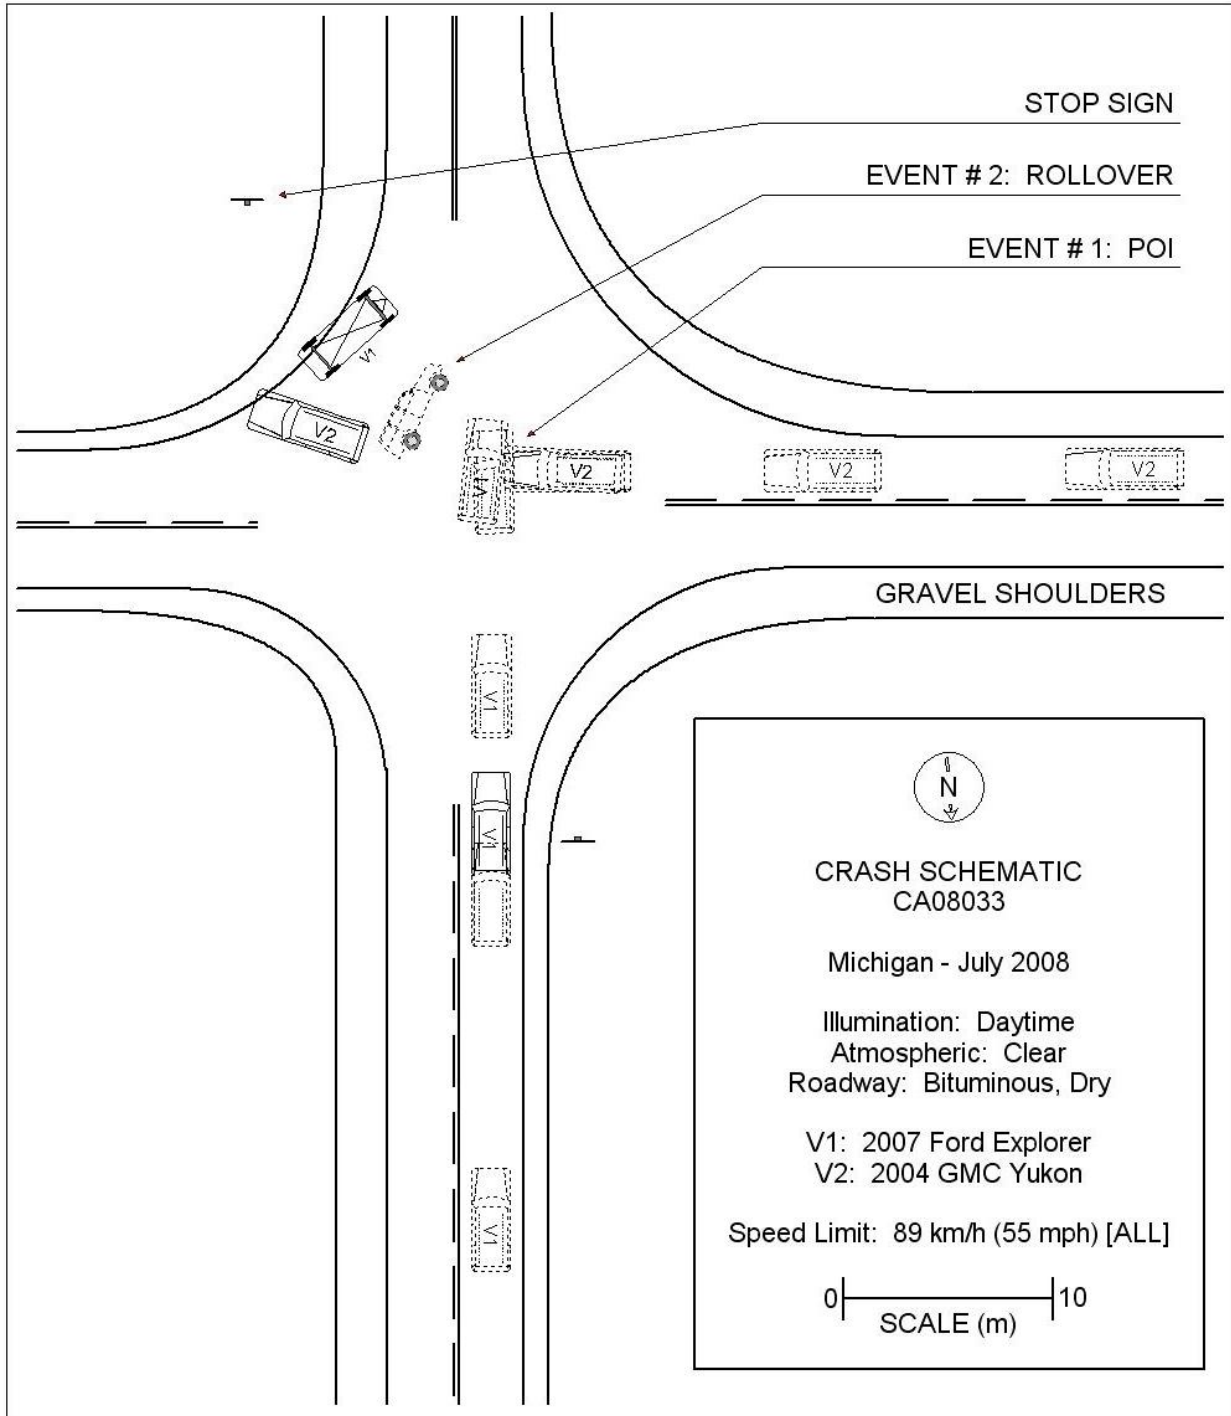 STOP SIGN
EVENT # 2: ROLLOVER
EVENT # 1: POI
V1
V2
V1
V2
V2
V2
GRAVEL SHOULDERS
V1
V1
V1
N
CRASH SCHEMATIC
CA08033
Michigan - July 2008
Illumination: Daytime
Atmospheric: Clear
Roadway: Bituminous, Dry
V1: 2007 Ford Explorer
V2: 2004 GMC Yukon
Speed Limit: 89 km/h (55 mph) [ALL]
0 10
SCALE (m)